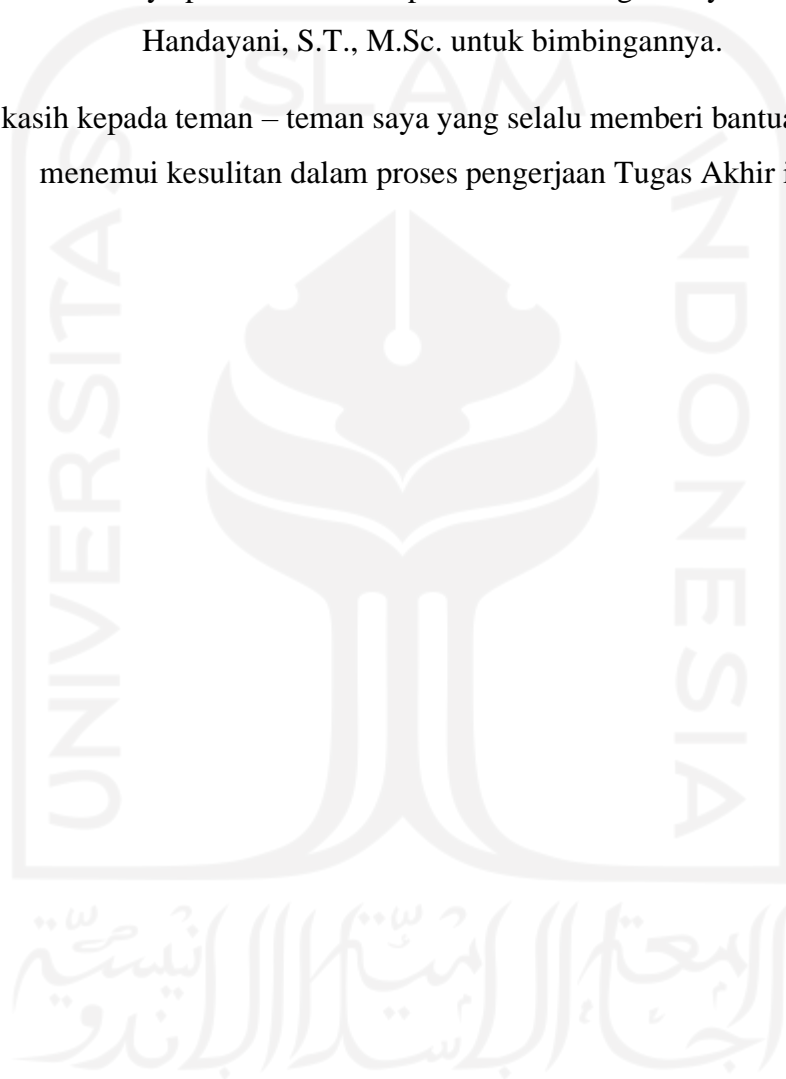 Handayani, S.T., M.Sc. untuk bimbingannya.
kasih kepada teman – teman saya yang selalu memberi
menemui kesulitan dalam proses pengerjaan Tugas Akhir
ISLAM
UNIVERSITAS
INDONESIA